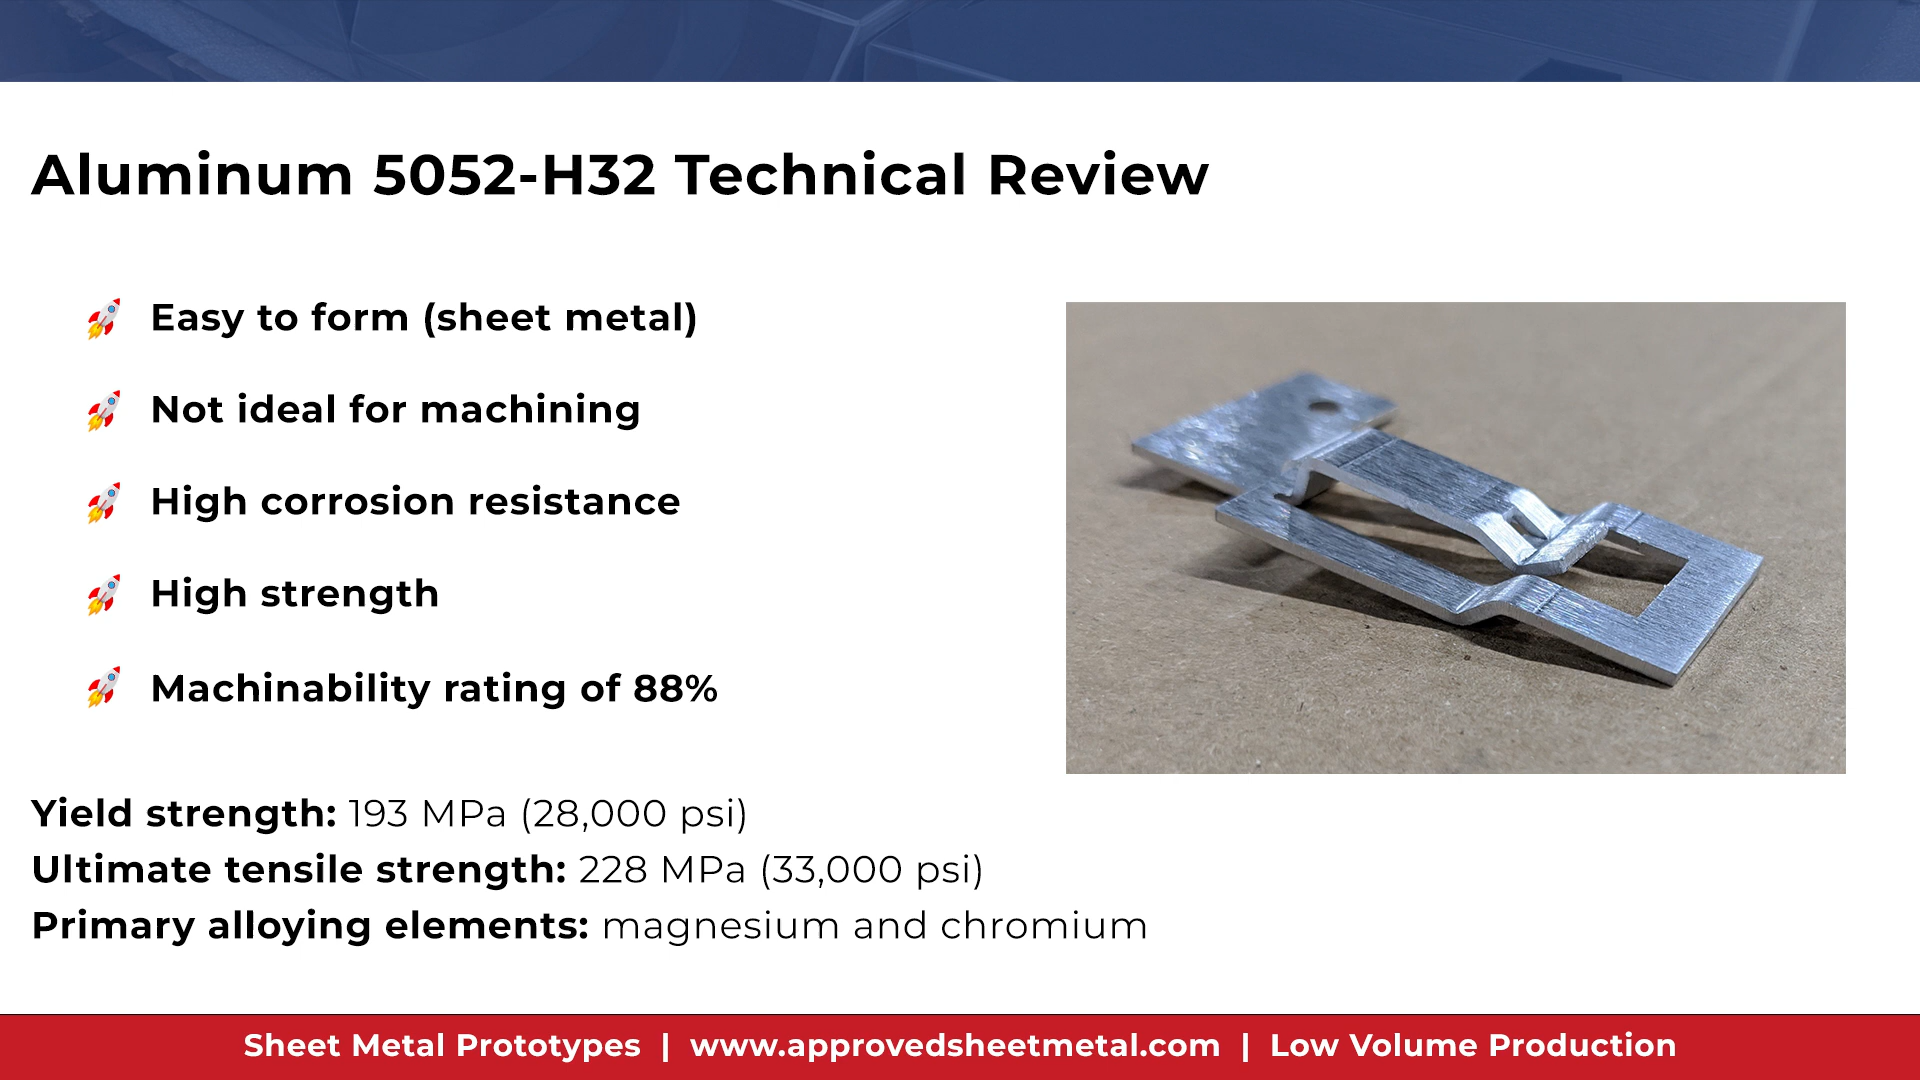 Aluminum 5052-H32 Technical Review
🚀 Easy to form (sheet metal)
🚀 Not ideal for machining
🚀 High corrosion resistance
🚀 High strength
🚀 Machinability rating of 88%
Yield strength: 193 MPa (28,000 psi)
Ultimate tensile strength: 228 MPa (33,000 psi)
Primary alloying elements: magnesium and chromium
Sheet Metal Prototypes | www.approvedsheetmetal.com | Low Volume Production